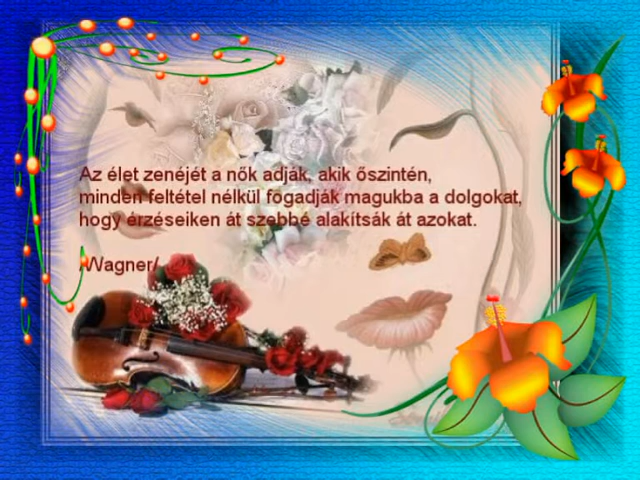 Az élet zenéjét a nők adják, akik őszintén,
minden feltétel nélkül fogadják magukba a dolgokat,
hogy érzéseiken át szebbé alakítsák át azokat.
/Wagner/